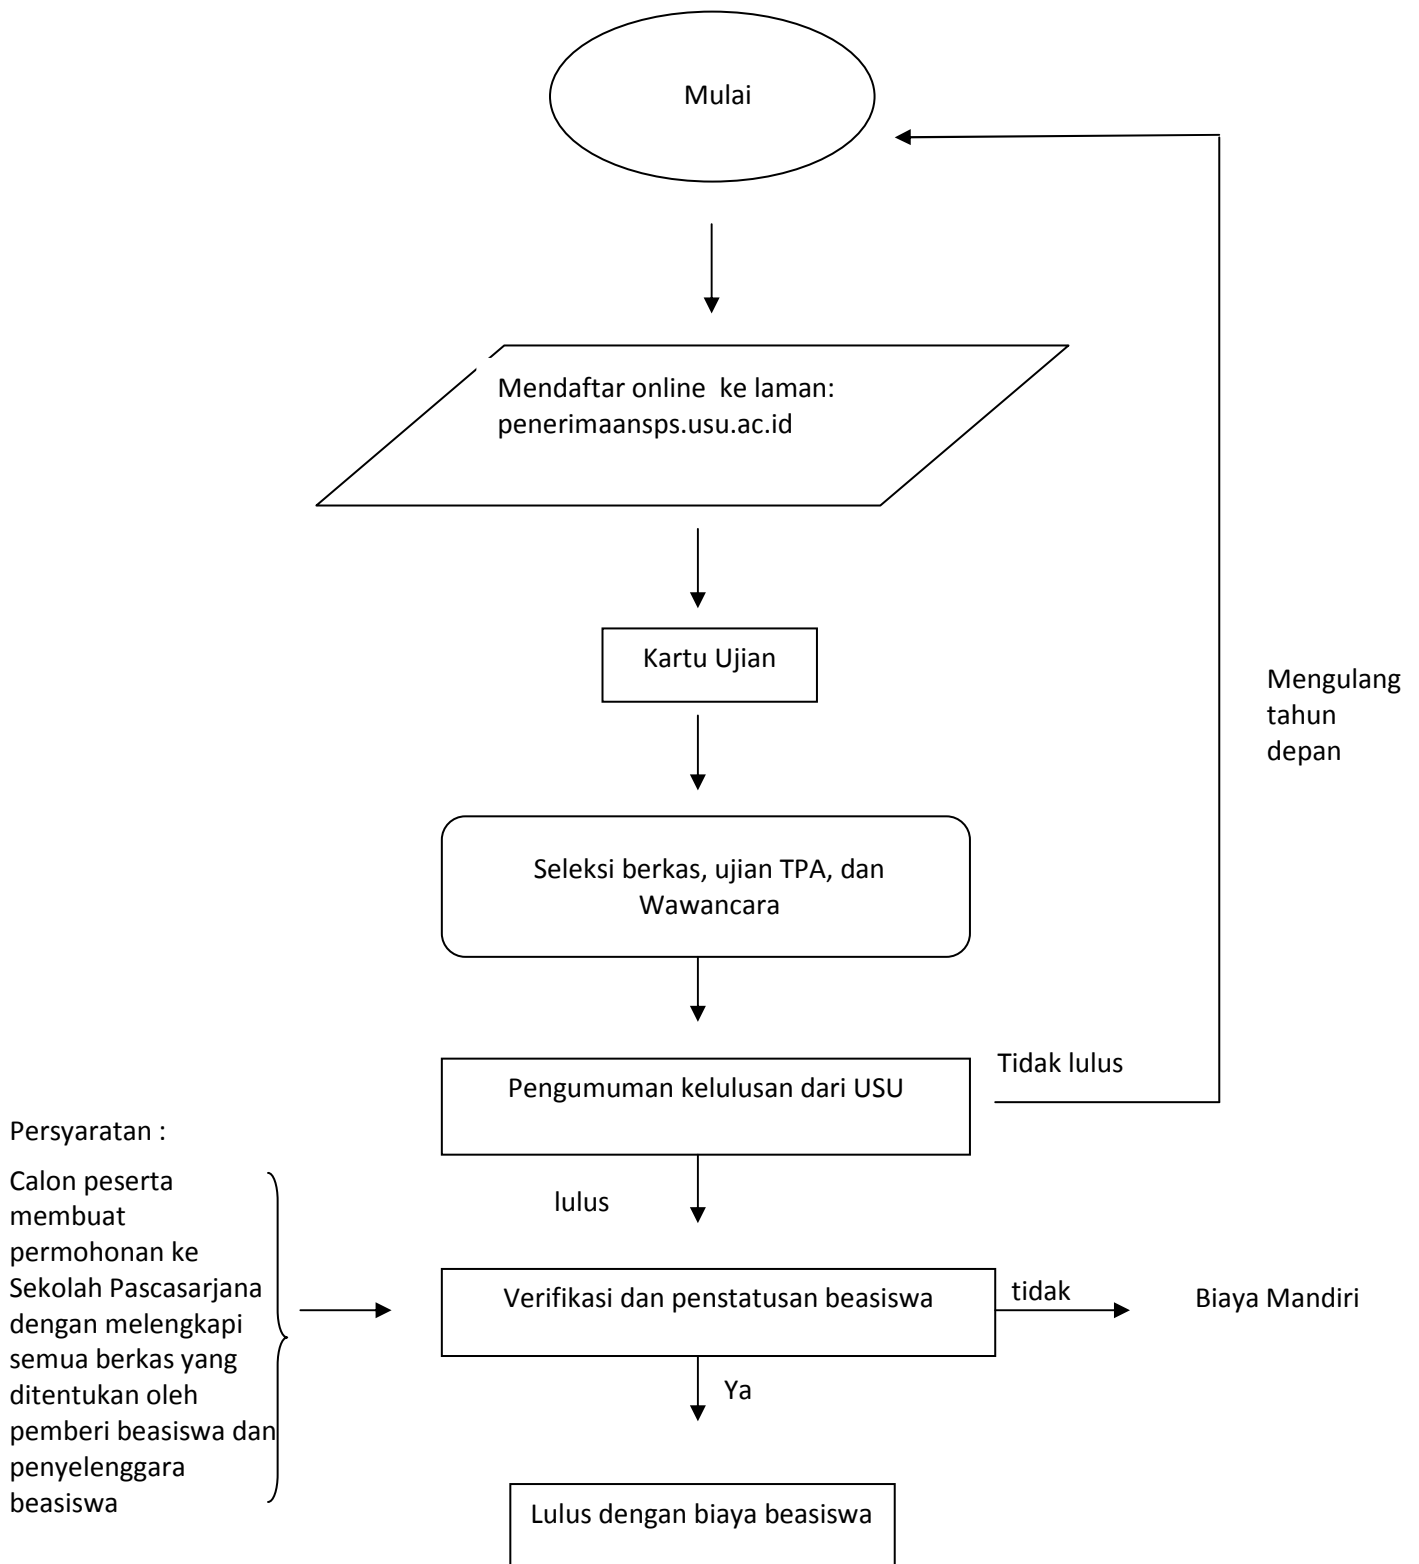 Mulai
Mendaftar online ke laman:
penerimaansps.usu.ac.id
Kartu Ujian
Mengulang
tahun
depan
Seleksi berkas, ujian TPA, dan
Wawancara
Tidak lulus
Pengumuman kelulusan dari USU
Persyaratan :
Calon peserta
membuat
permohonan ke
Sekolah Pascasarjana
dengan melengkapi
semua berkas yang
ditentukan oleh
pemberi beasiswa dan
penyelenggara
beasiswa
lulus
Verifikasi dan penstatusan beasiswa
tidak
Biaya Mandiri
Ya
Lulus dengan biaya beasiswa